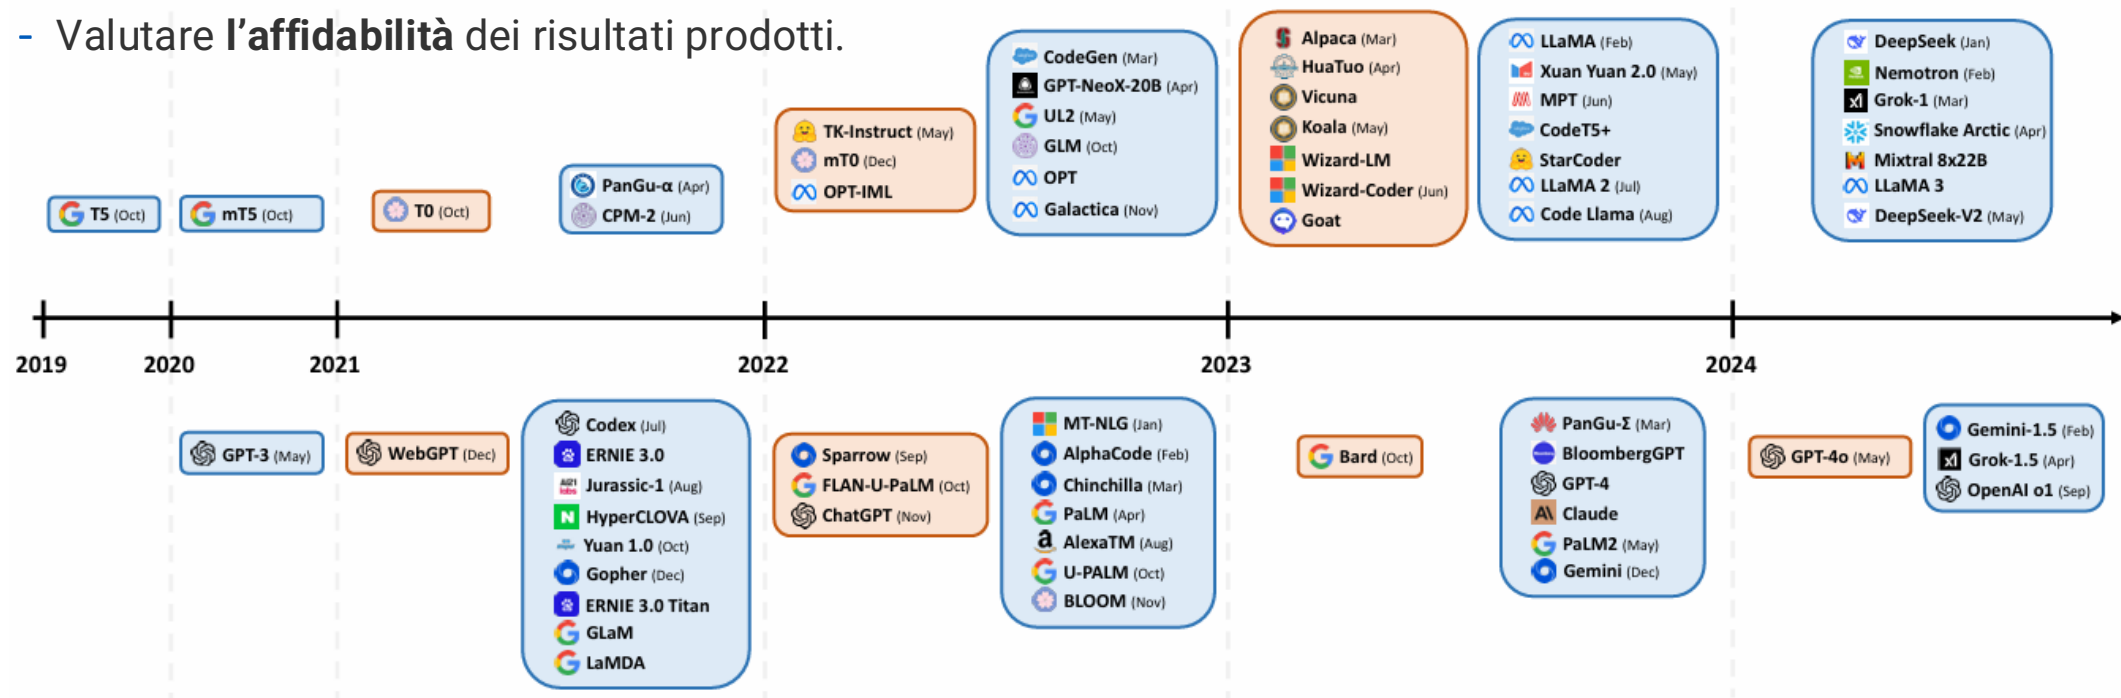 - Valutare l'affidabilità dei risultati prodotti.
T5 (Oct)
mT5 (Oct)
T0 (Oct)
PanGu-α (Apr)
CPM-2 (Jun)
TK-Instruct (May)
mT0 (Dec)
OPT-IML
CodeGen (Mar)
GPT-NeoX-20B (Apr)
UL2 (May)
GLM (Oct)
OPT
Galactica (Nov)
Alpaca (Mar)
HuaTuo (Apr)
Vicuna
Koala (May)
Wizard-LM
Wizard-Coder (Jun)
Goat
LLaMA (Feb)
Xuan Yuan 2.0 (May)
MPT (Jun)
CodeT5+
StarCoder
LLaMA 2 (Jul)
Code Llama (Aug)
DeepSeek (Jan)
Nemotron (Feb)
Grok-1 (Mar)
Snowflake Arctic (Apr)
Mixtral 8x22B
LLaMA 3
DeepSeek-V2 (May)
2019 2020 2021 2022 2023 2024
GPT-3 (May)
WebGPT (Dec)
Codex (Jul)
ERNIE 3.0
AI21 labs Jurassic-1 (Aug)
HyperCLOVA (Sep)
Yuan 1.0 (Oct)
Gopher (Dec)
ERNIE 3.0 Titan
GLaM
LaMDA
Sparrow (Sep)
FLAN-U-PaLM (Oct)
ChatGPT (Nov)
MT-NLG (Jan)
AlphaCode (Feb)
Chinchilla (Mar)
PaLM (Apr)
AlexaTM (Aug)
U-PALM (Oct)
BLOOM (Nov)
Bard (Oct)
PanGu-Σ (Mar)
BloombergGPT
GPT-4
Claude
PaLM2 (May)
Gemini (Dec)
GPT-4o (May)
Gemini-1.5 (Feb)
Grok-1.5 (Apr)
OpenAI o1 (Sep)